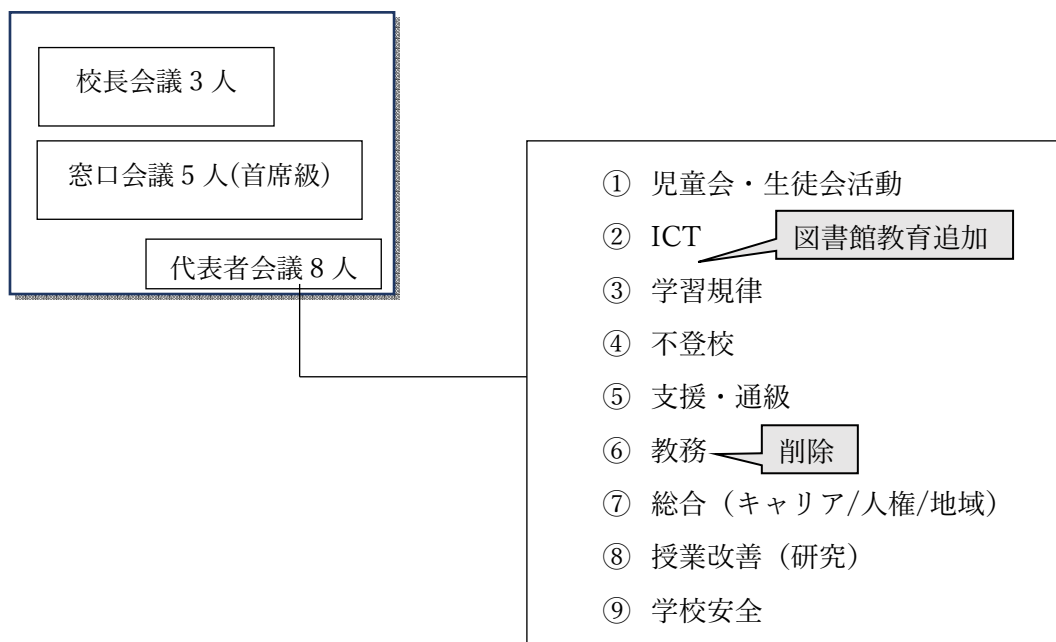 校長会議 3 人
窓口会議 5 人(首席級)
代表者会議 8 人
① 児童会・生徒会活動
② ICT
図書館教育追加
③ 学習規律
④ 不登校
⑤ 支援・通級
⑥ 教務
削除
⑦ 総合（キャリア/人権/地域）
⑧ 授業改善（研究）
⑨ 学校安全